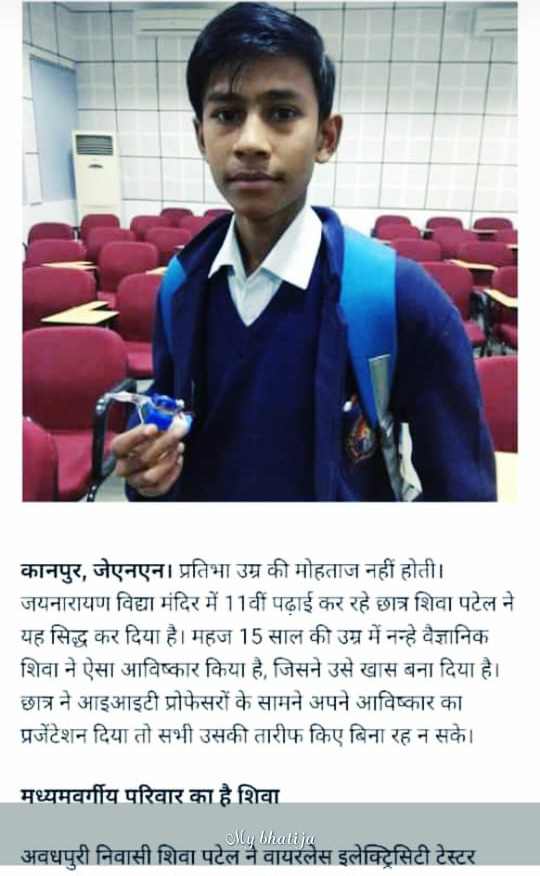 कानपुर, जेएनएन। प्रतिभा उम्र की मोहताज नहीं होती।
जयनारायण विद्या मंदिर में 11वीं पढ़ाई कर रहे छात्र शिवा पटेल ने
यह सिद्ध कर दिया है। महज 15 साल की उम्र में नन्हे वैज्ञानिक
शिवा ने ऐसा आविष्कार किया है, जिसने उसे खास बना दिया है।
छात्र ने आइआइटी प्रोफेसरों के सामने अपने आविष्कार का
प्रजेंटेशन दिया तो सभी उसकी तारीफ किए बिना रह न सके।
मध्यमवर्गीय परिवार का है शिवा
My bhatija
अवधपुरी निवासी शिवा पटेल ने वायरलेस इलेक्ट्रिसिटी टेस्टर